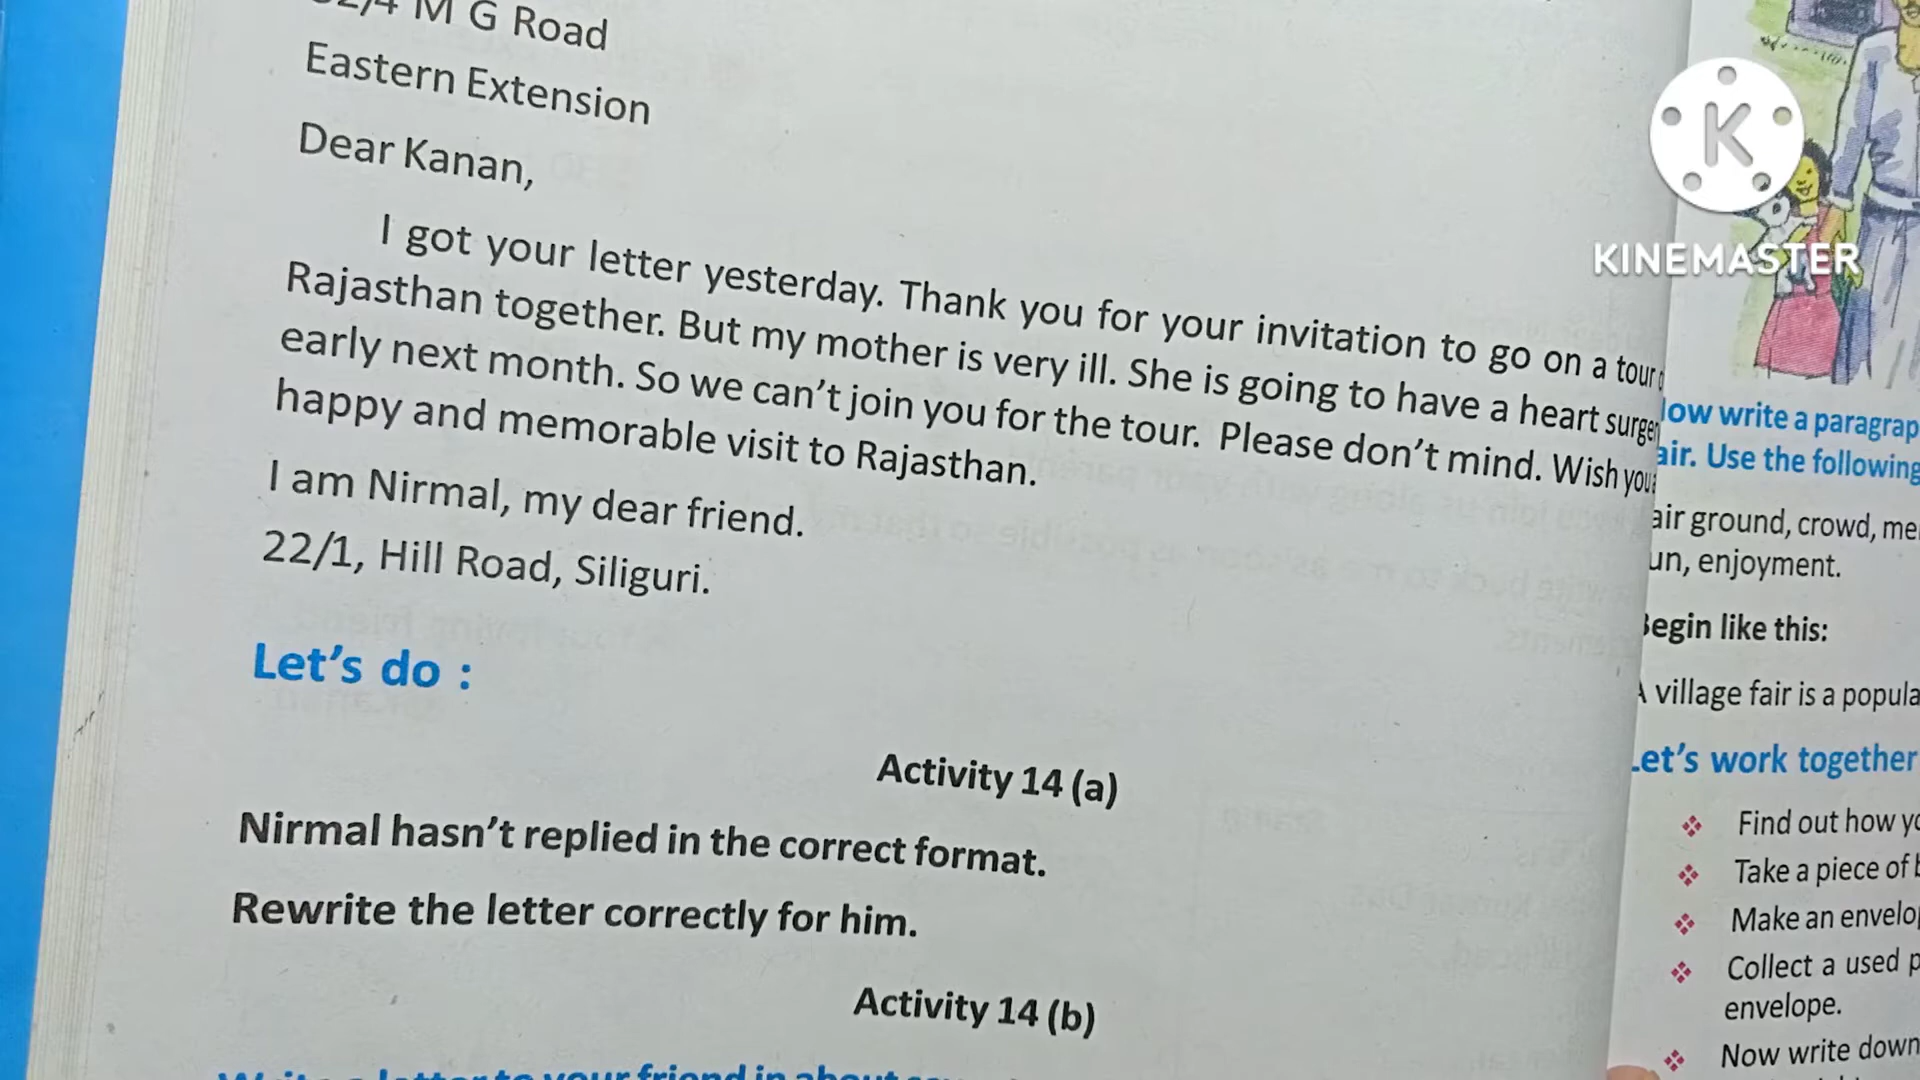 M G Road
Eastern Extension
Dear Kanan,
I got your letter yesterday. Thank you for your invitation to go on a tour
Rajasthan together. But my mother is very ill. She is going to have a heart
early next month. So we can't join you for the tour. Please don't mind. Wish you
happy and memorable visit to Rajasthan.
I am Nirmal, my dear friend.
22/1, Hill Road, Siliguri.
Let's do :
Activity 14 (a)
Nirmal hasn't replied in the correct format.
Rewrite the letter correctly for him.
Activity 14 (b)
KINEMASTER
write a paragrap
Use the following
ground, crowd,
enjoyment.
like this:
village fair is a popula
work together
Find out how
Take a piece of
Make an envelo
Collect a used p
envelope.
Now write down